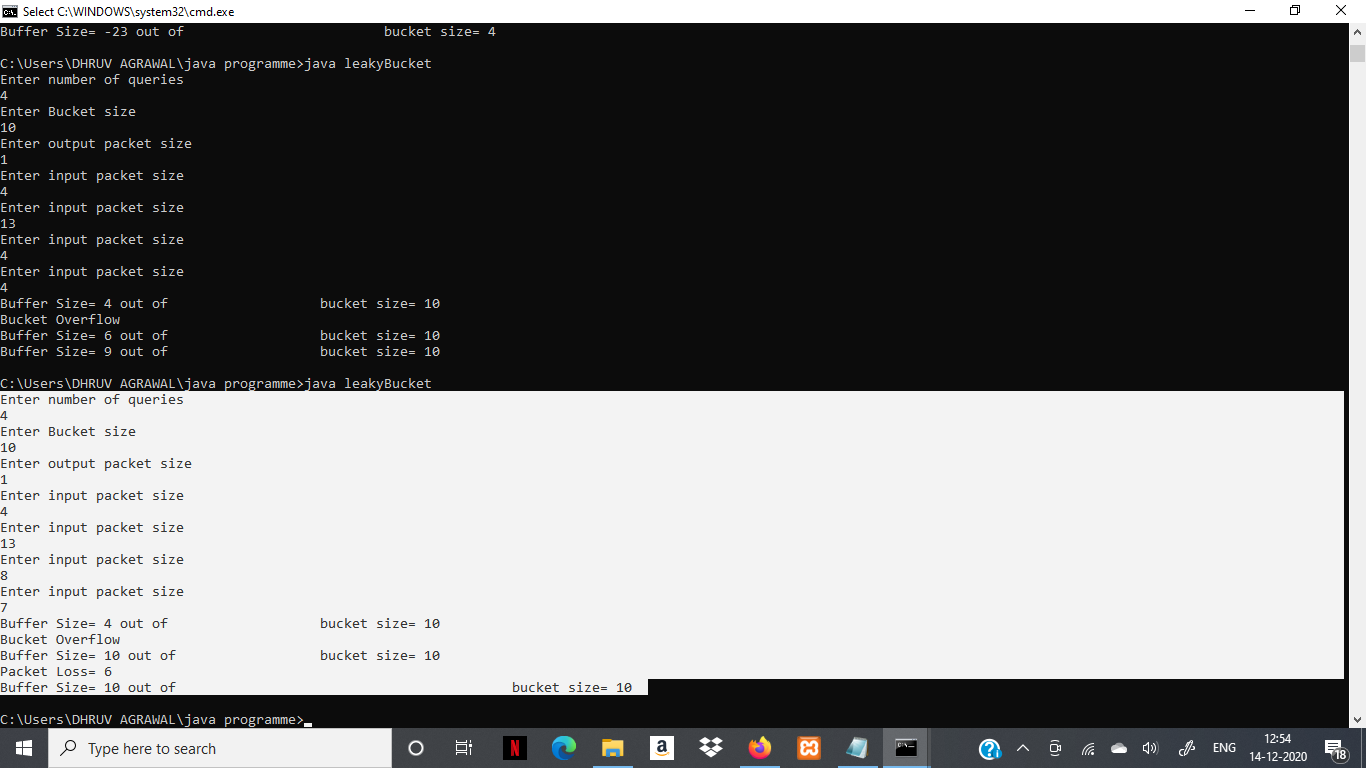 Select C:\WINDOWS\system32\cmd.exe
Buffer Size= -23 out of bucket size= 4
C:\Users\DHRUV AGRAWAL\java programme>java leakyBucket
Enter number of queries
4
Enter Bucket size
10
Enter output packet size
1
Enter input packet size
4
Enter input packet size
13
Enter input packet size
4
Enter input packet size
4
Buffer Size= 4 out of bucket size= 10
Bucket Overflow
Buffer Size= 6 out of bucket size= 10
Buffer Size= 9 out of bucket size= 10
C:\Users\DHRUV AGRAWAL\java programme>java leakyBucket
Enter number of queries
4
Enter Bucket size
10
Enter output packet size
1
Enter input packet size
4
Enter input packet size
13
Enter input packet size
8
Enter input packet size
7
Buffer Size= 4 out of bucket size= 10
Bucket Overflow
Buffer Size= 10 out of bucket size= 10
Packet Loss= 6
Buffer Size= 10 out of bucket size= 10
C:\Users\DHRUV AGRAWAL\java programme>
Type here to search
ENG
12:54
14-12-2020
18